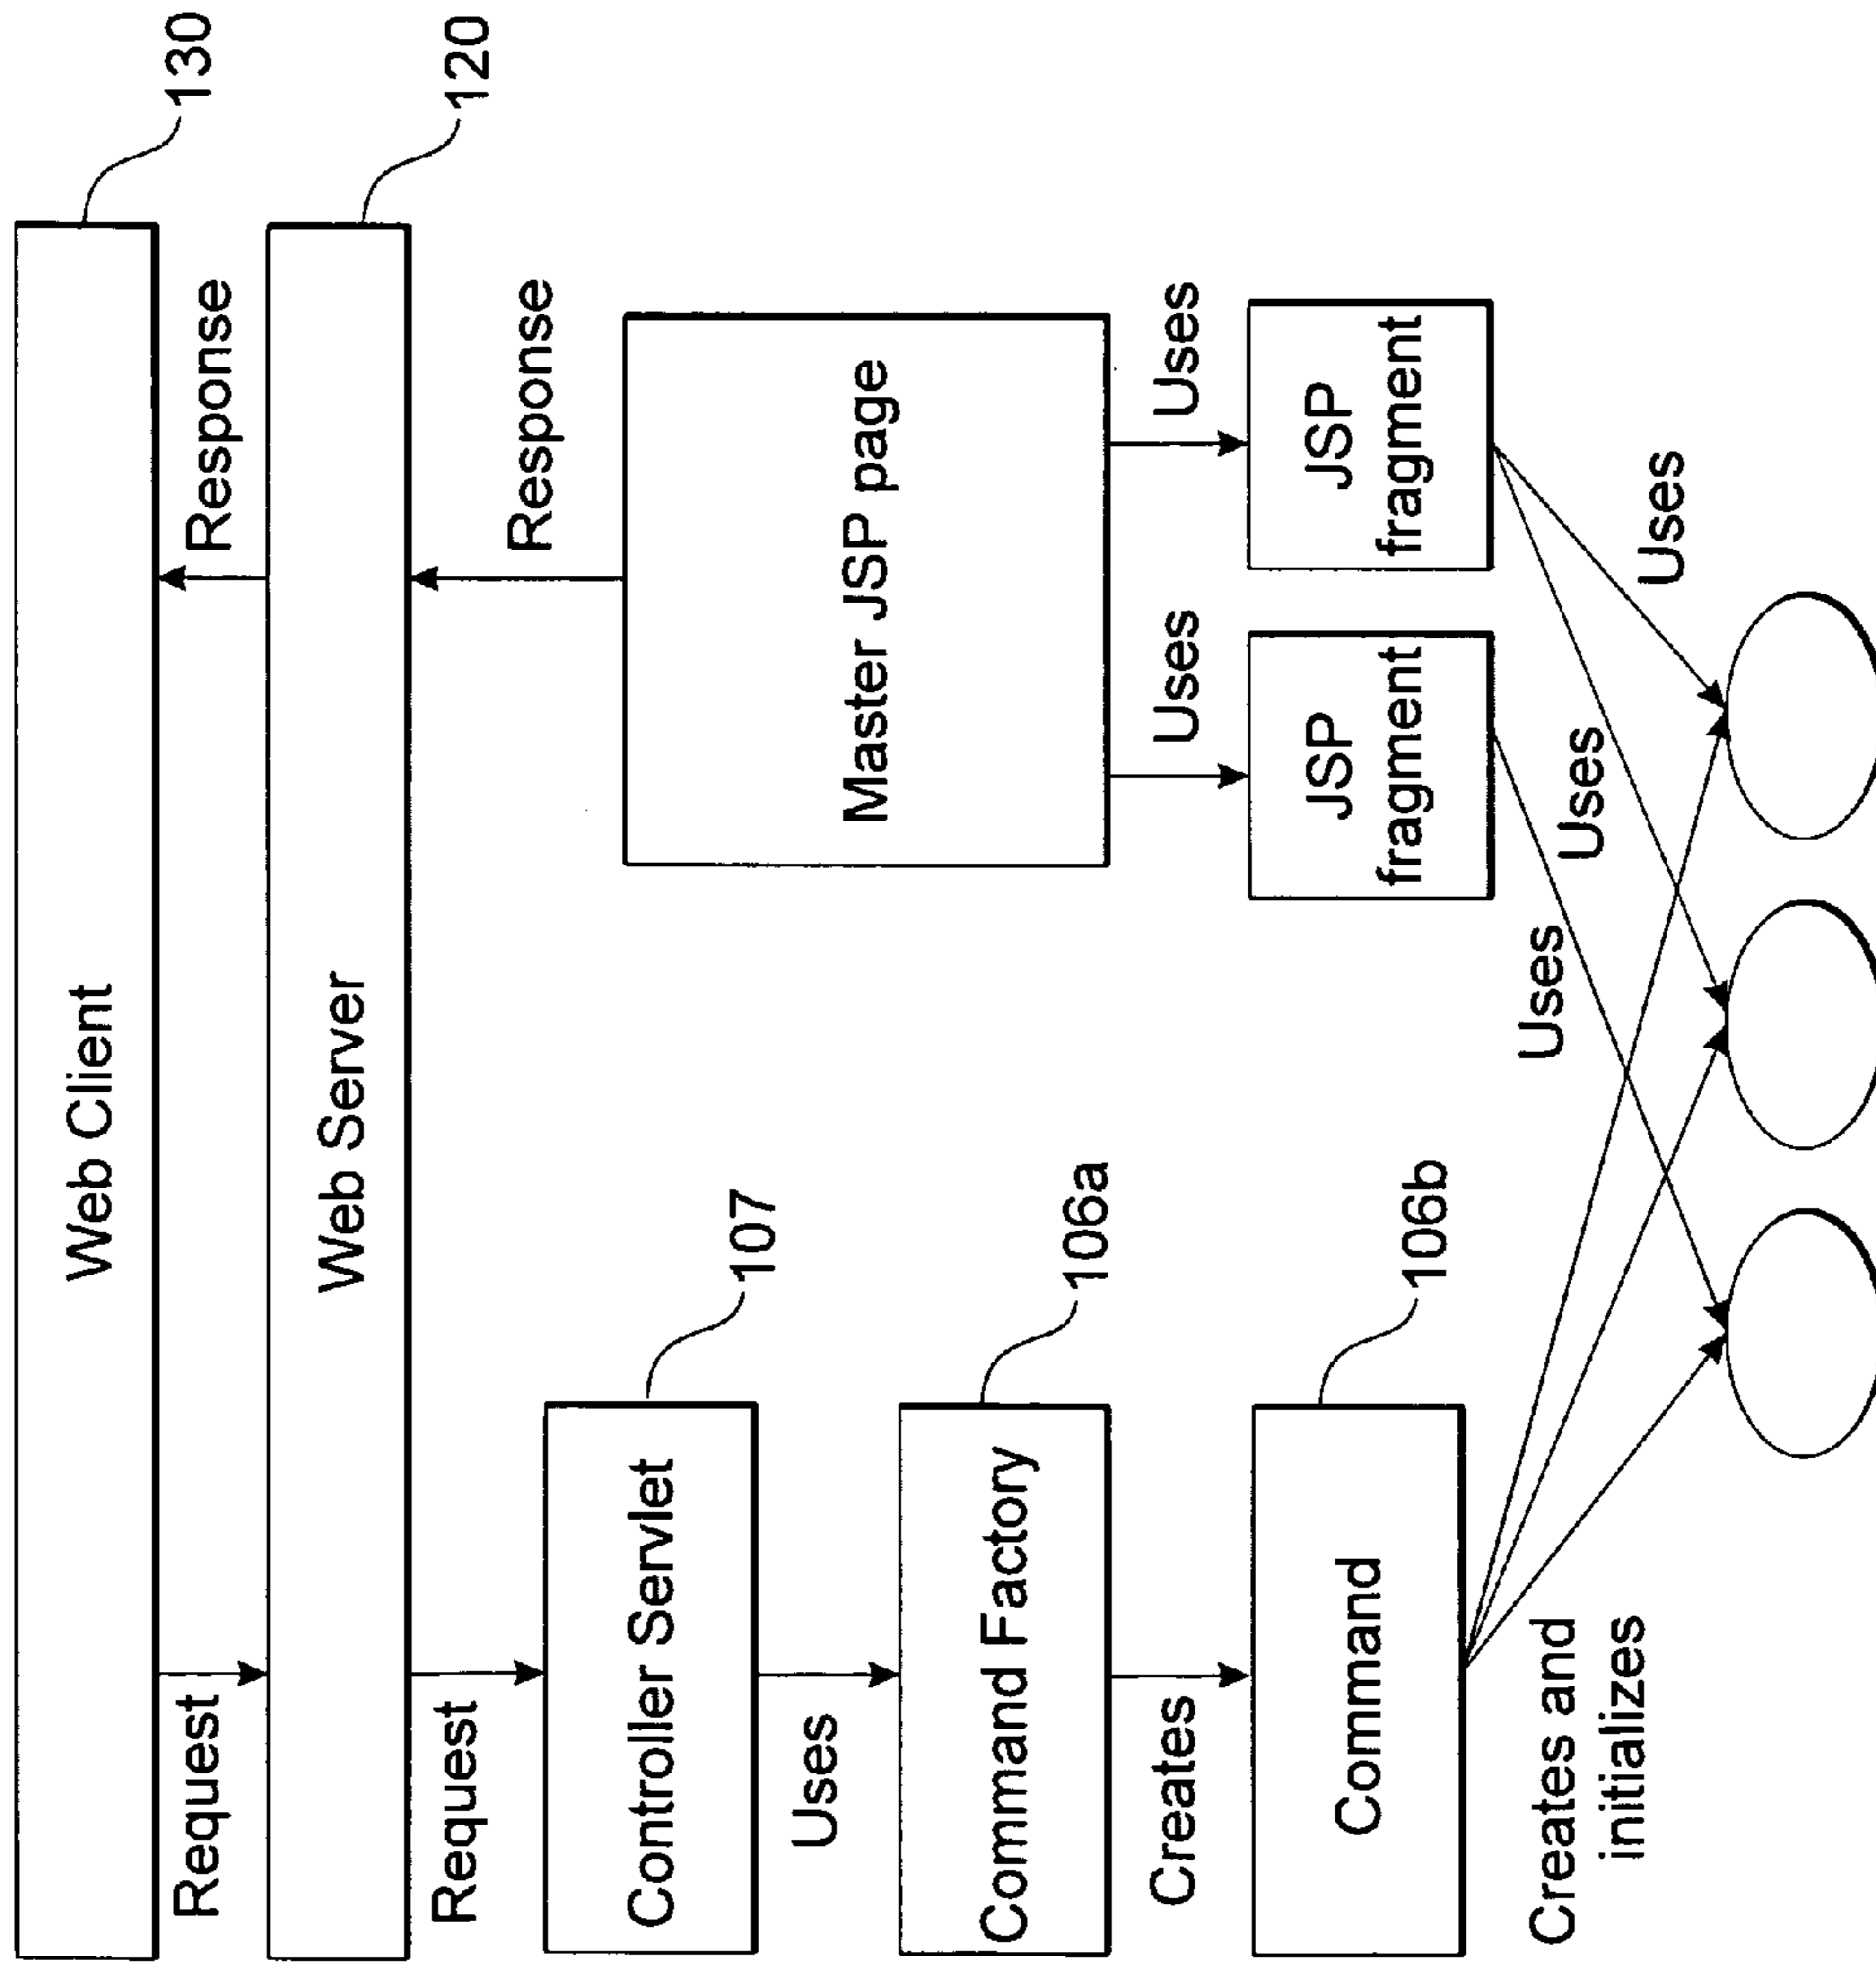 Web Client
130
Request
Response
Web Server
120
Request
Response
Controller Servlet
107
Uses
Master JSP page
Command Factory
106a
Creates
Uses
Uses
Command
106b
JSP
fragment
JSP
fragment
Creates and
initializes
Uses
Uses
Uses